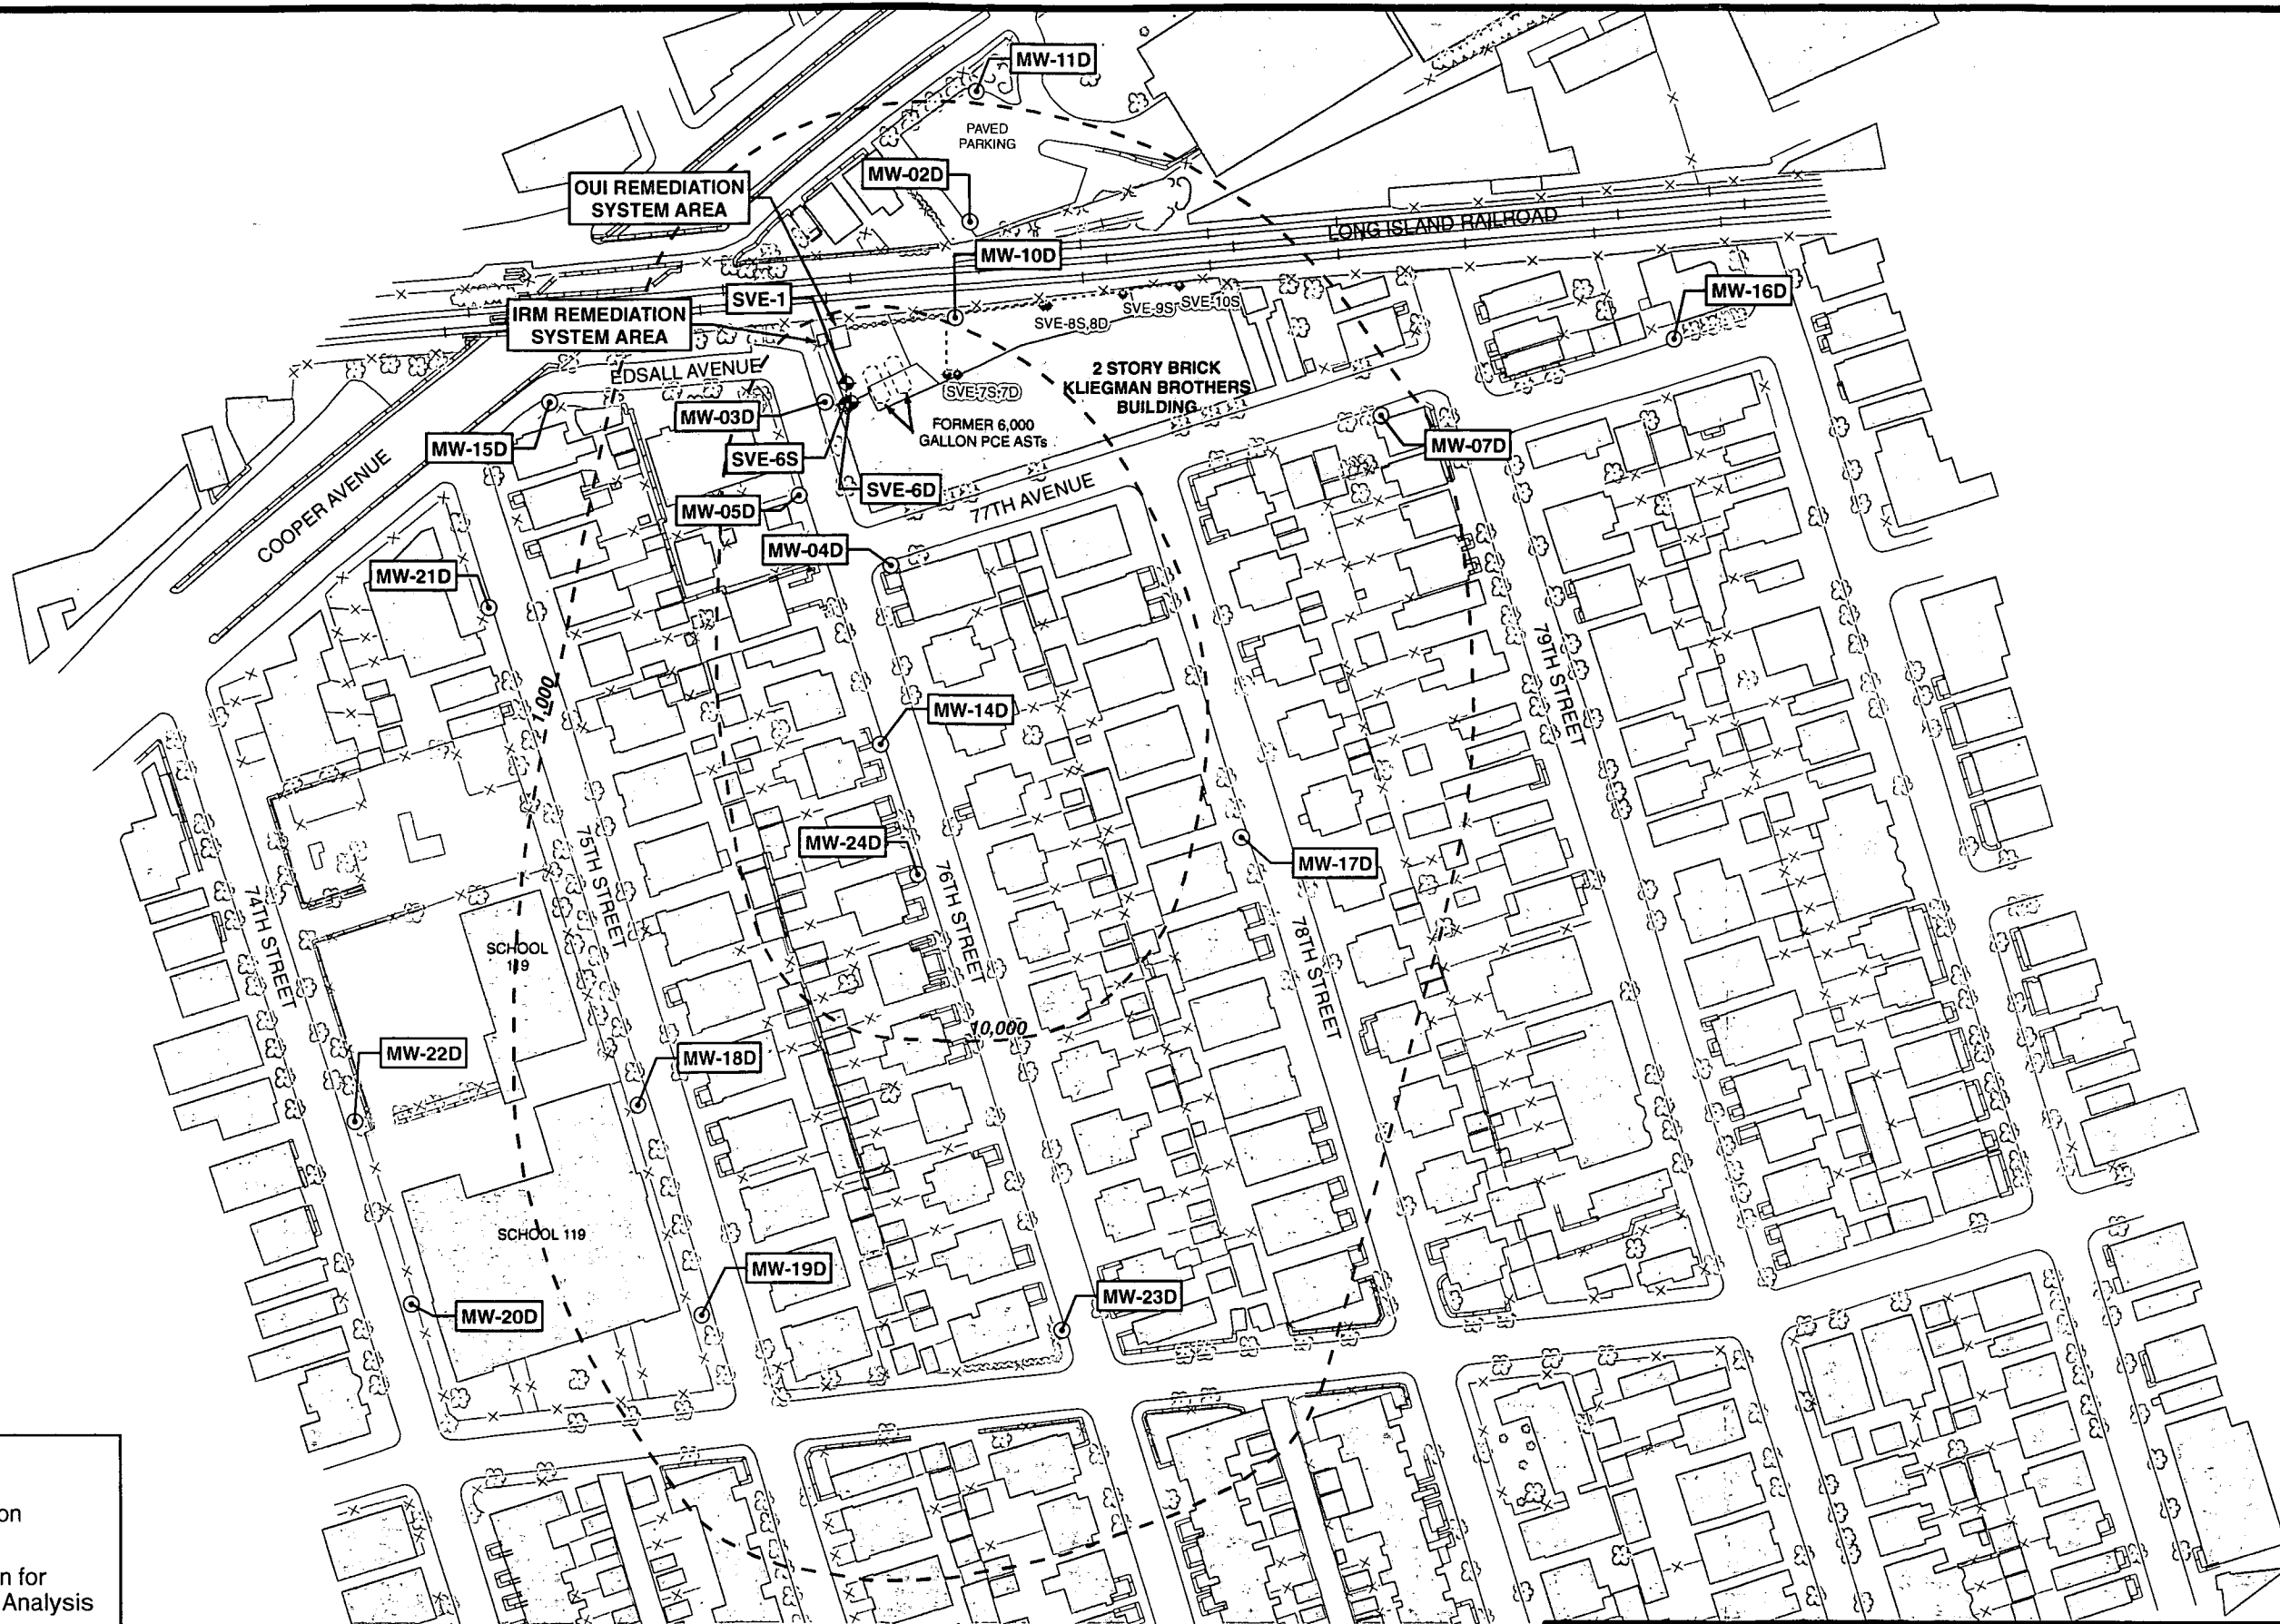 MW-11D
PAVED
PARKING
MW-02D
OUI REMEDIATION
SYSTEM AREA
LONG ISLAND RAILROAD
MW-10D
MW-16D
SVE-1
SVE-10S
SVE-9S
SVE-8S,8D
IRM REMEDIATION
SYSTEM AREA
EDSALL AVENUE
2 STORY BRICK
KLIEGMAN BROTHERS
BUILDING
SVE-7S,7D
MW-03D
FORMER 6,000
GALLON PCE ASTs
MW-15D
MW-07D
SVE-6S
SVE-6D
COOPER AVENUE
MW-05D
77TH AVENUE
MW-04D
MW-21D
1,000
79TH STREET
MW-14D
MW-24D
MW-17D
75TH STREET
76TH STREET
74TH STREET
78TH STREET
SCHOOL
119
10,000
MW-22D
MW-18D
SCHOOL 119
MW-19D
MW-23D
MW-20D
on
n for
Analysis